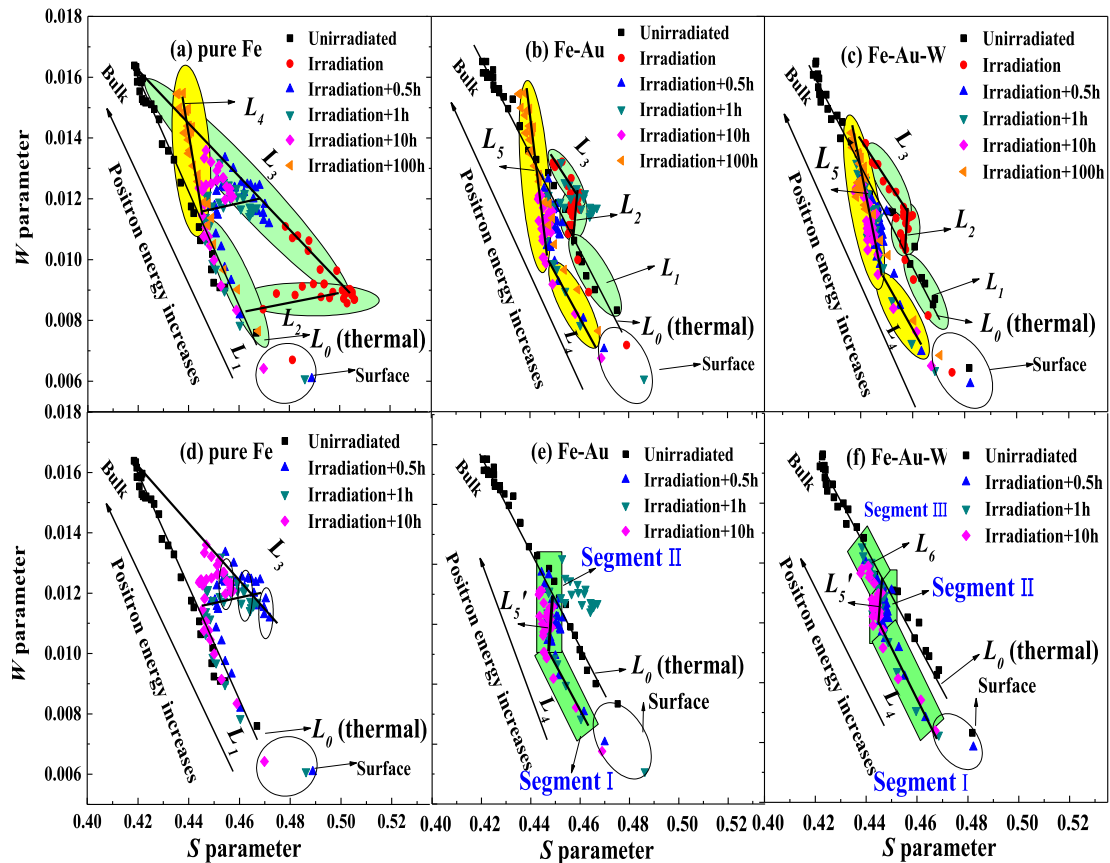 0.018
0.016
0.014
0.012
0.010
0.008
0.006
0.018
0.016
0.014
0.012
0.010
0.008
0.006
0.004
W parameter
W parameter
(a) pure Fe
Unirradiated
Irradiation
Irradiation+0.5h
Irradiation+1h
Irradiation+10h
Irradiation+100h
Bulk
Positron energy increases
L4
L3
L2
L1
L0 (thermal)
Surface
(b) Fe-Au
Unirradiated
Irradiation
Irradiation+0.5h
Irradiation+1h
Irradiation+10h
Irradiation+100h
Bulk
Positron energy increases
L5
L3
L2
L1
L4
L0 (thermal)
Surface
(c) Fe-Au-W
Unirradiated
Irradiation
Irradiation+0.5h
Irradiation+1h
Irradiation+10h
Irradiation+100h
Bulk
Positron energy increases
L5
L3
L2
L1
L4
L0 (thermal)
Surface
(d) pure Fe
Unirradiated
Irradiation+0.5h
Irradiation+1h
Irradiation+10h
Bulk
Positron energy increases
L3
L1
L0 (thermal)
Surface
(e) Fe-Au
Unirradiated
Irradiation+0.5h
Irradiation+1h
Irradiation+10h
Bulk
Positron energy increases
Segment II
L5'
L4
L0 (thermal)
Surface
Segment I
(f) Fe-Au-W
Unirradiated
Irradiation+0.5h
Irradiation+1h
Irradiation+10h
Bulk
Positron energy increases
Segment III
L6
Segment II
L5'
L4
L0 (thermal)
Surface
Segment I
0.40 0.42 0.44 0.46 0.48 0.50 0.52
0.40 0.42 0.44 0.46 0.48 0.50 0.52
0.40 0.42 0.44 0.46 0.48 0.50 0.52
S parameter
S parameter
S parameter